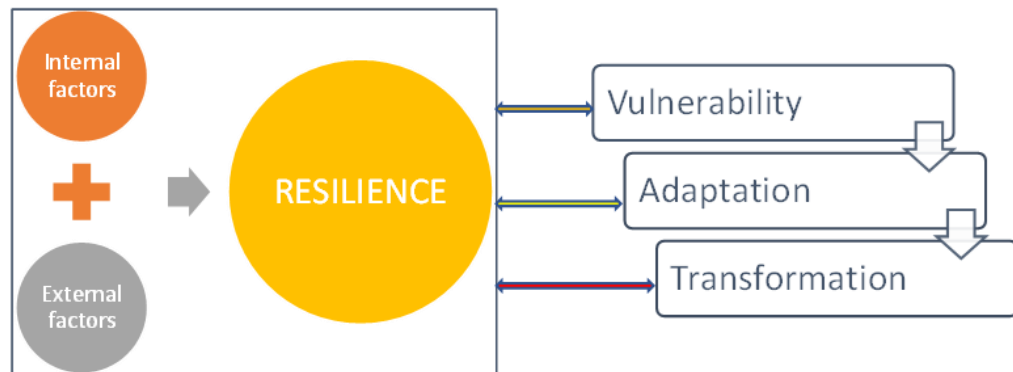 Internal
factors
External
factors
RESILIENCE
Vulnerability
Adaptation
Transformation